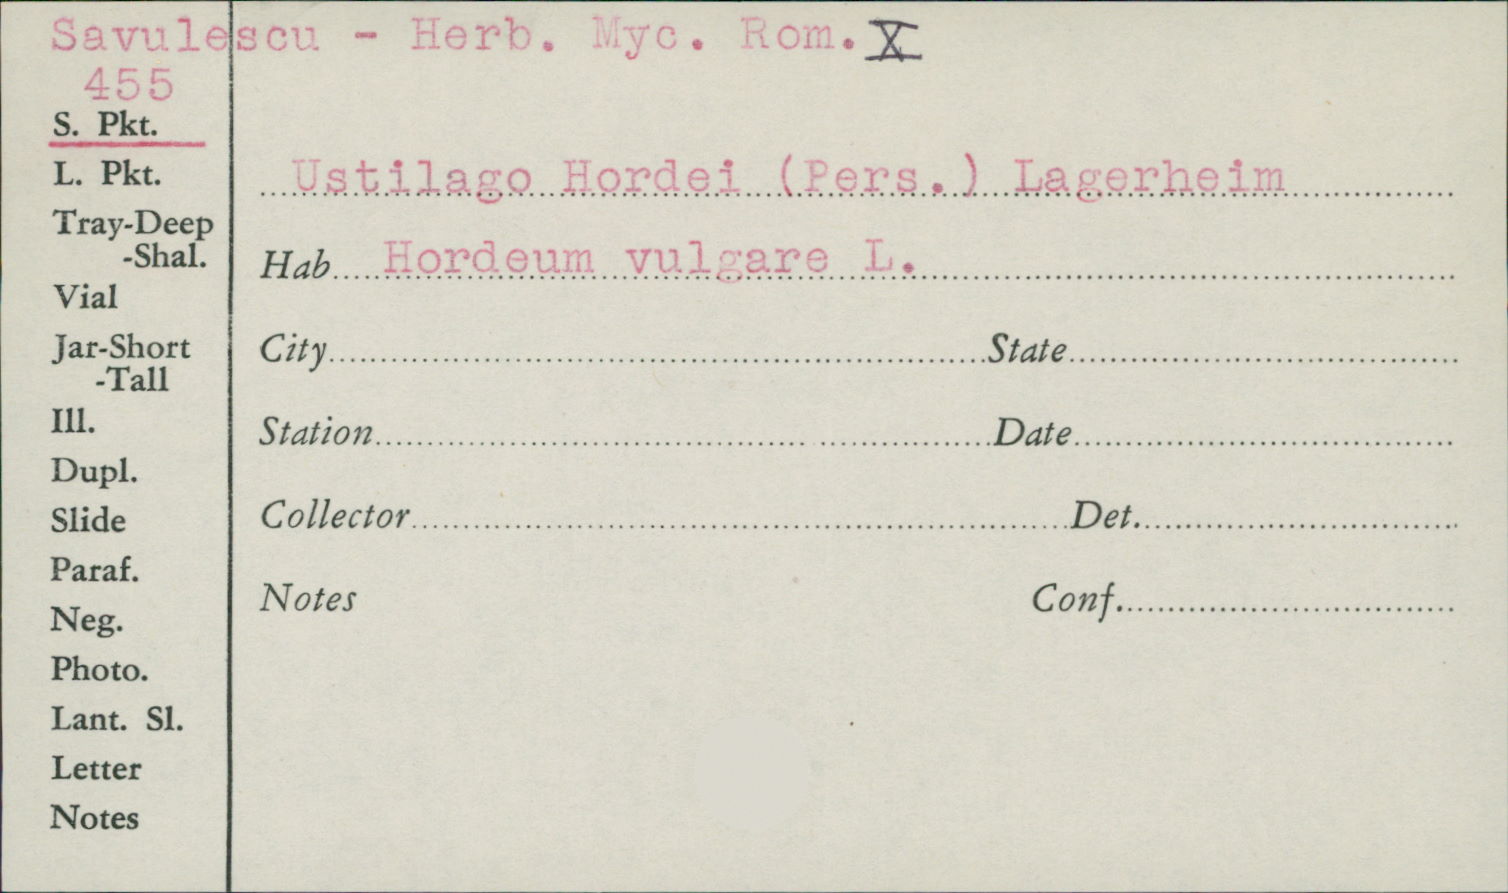 Savulescu - Herb. Myc. Rom. X
455
S. Pkt.
L. Pkt.
Ustilago Hordei (Pers.) Lagerheim
Tray-Deep
-Shal.
Hab. Hordeum vulgare L.
Vial
Jar-Short
-Tall
City State
Ill.
Station Date
Dupl.
Slide
Collector Det.
Paraf.
Notes Conf.
Neg.
Photo.
Lant. Sl.
Letter
Notes